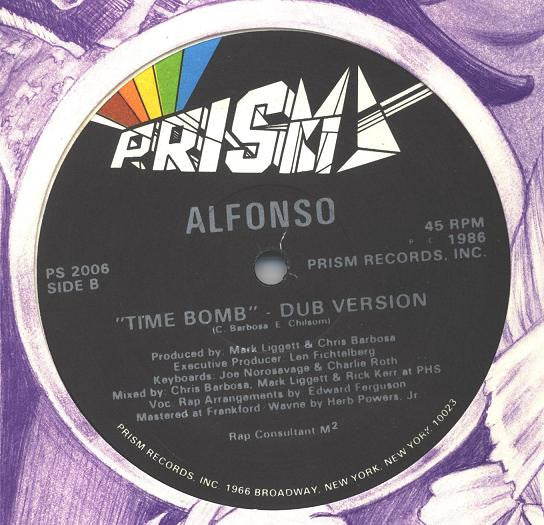 PRISM
ALFONSO
PS 2006
SIDE B
45 RPM
P C 1986
PRISM RECORDS, INC.
"TIME BOMB" - DUB VERSION
(C. Barbosa E. Chilsom)
Produced by: Mark Liggett & Chris Barbosa
Executive Producer: Len Fichtelberg
Keyboards: Joe Norosavage & Charlie Roth
Mixed by: Chris Barbosa, Mark Liggett & Rick Kerr at PHS
Voc. Rap Arrangements by Edward Ferguson
Mastered at Frankford / Wayne by Herb Powers, Jr.
Rap Consultant M²
PRISM RECORDS, INC. 1966 BROADWAY, NEW YORK, NEW YORK 10023